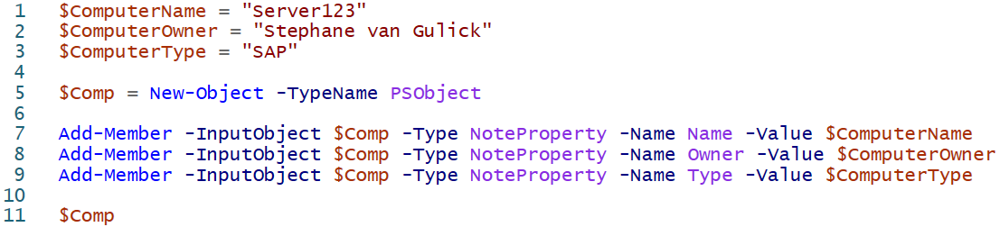 1 $ComputerName = "Server123"
2 $ComputerOwner = "Stephane van Gulick"
3 $ComputerType = "SAP"
4
5 $Comp = New-Object -TypeName PSObject
6
7 Add-Member -InputObject $Comp -Type NoteProperty -Name Name -Value $ComputerName
8 Add-Member -InputObject $Comp -Type NoteProperty -Name Owner -Value $ComputerOwner
9 Add-Member -InputObject $Comp -Type NoteProperty -Name Type -Value $ComputerType
10
11 $Comp